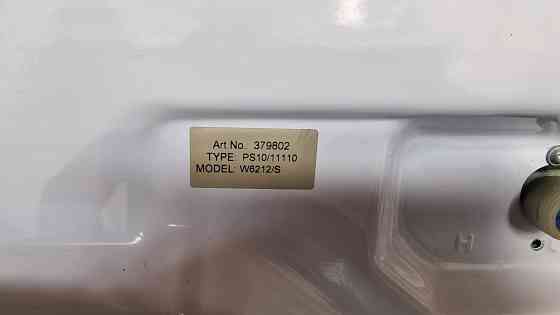 Art.No. 379802
TYPE: PS10/11110
MODEL: W6212/S
H